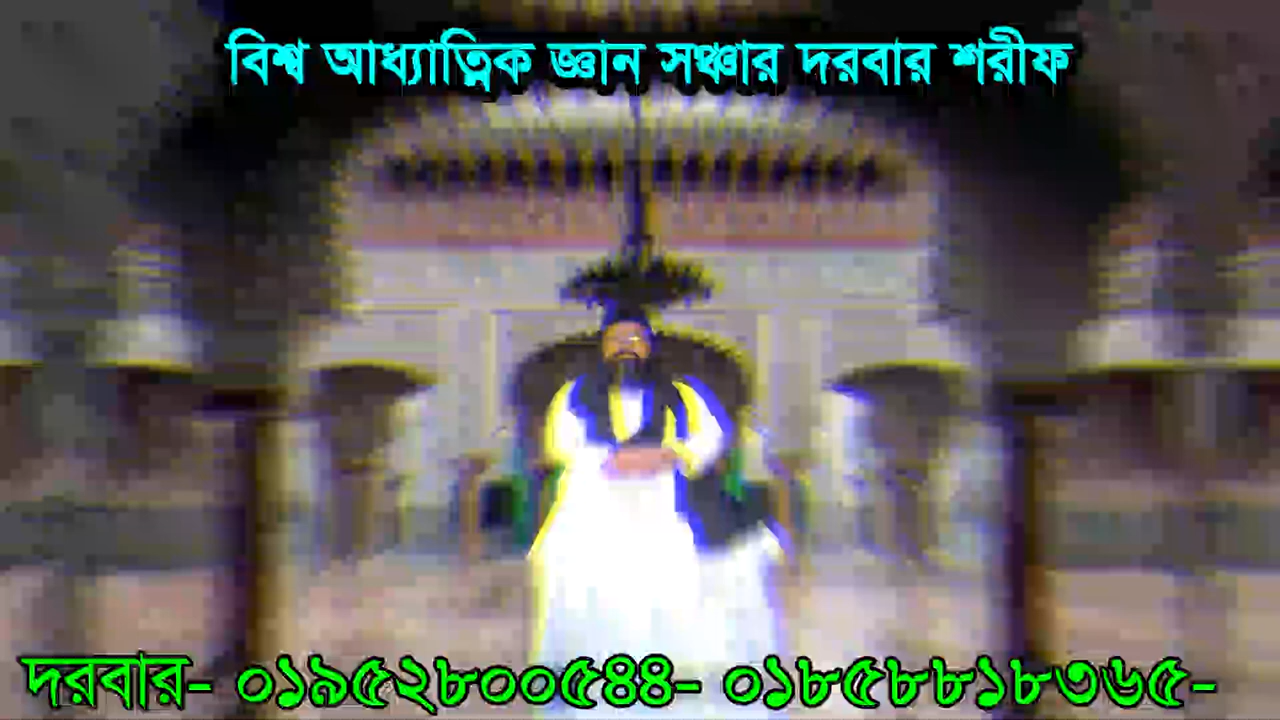 বিশ্ব আধ্যাত্নিক জ্ঞান সঞ্চার দরবার শরীফ
দরবার- ০১৯৫২৮০০৫৪৪- ০১৮৫৮৮১৮৩৬৫-